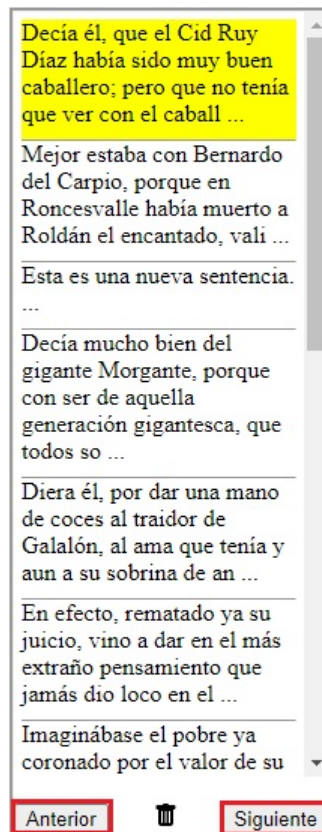 Decía él, que el Cid Ruy
Díaz había sido muy buen
caballero; pero que no tenía
que ver con el caball ...
Mejor estaba con Bernardo
del Carpio, porque en
Roncesvalle había muerto a
Roldán el encantado, vali ...
Esta es una nueva sentencia.
...
Decía mucho bien del
gigante Morgante, porque
con ser de aquella
generación gigantesca, que
todos so ...
Diera él, por dar una mano
de coces al traidor de
Galalón, al ama que tenía y
aun a su sobrina de an ...
En efecto, rematado ya su
juicio, vino a dar en el más
extraño pensamiento que
jamás dio loco en el ...
Imaginábase el pobre ya
coronado por el valor de su
Anterior Siguiente